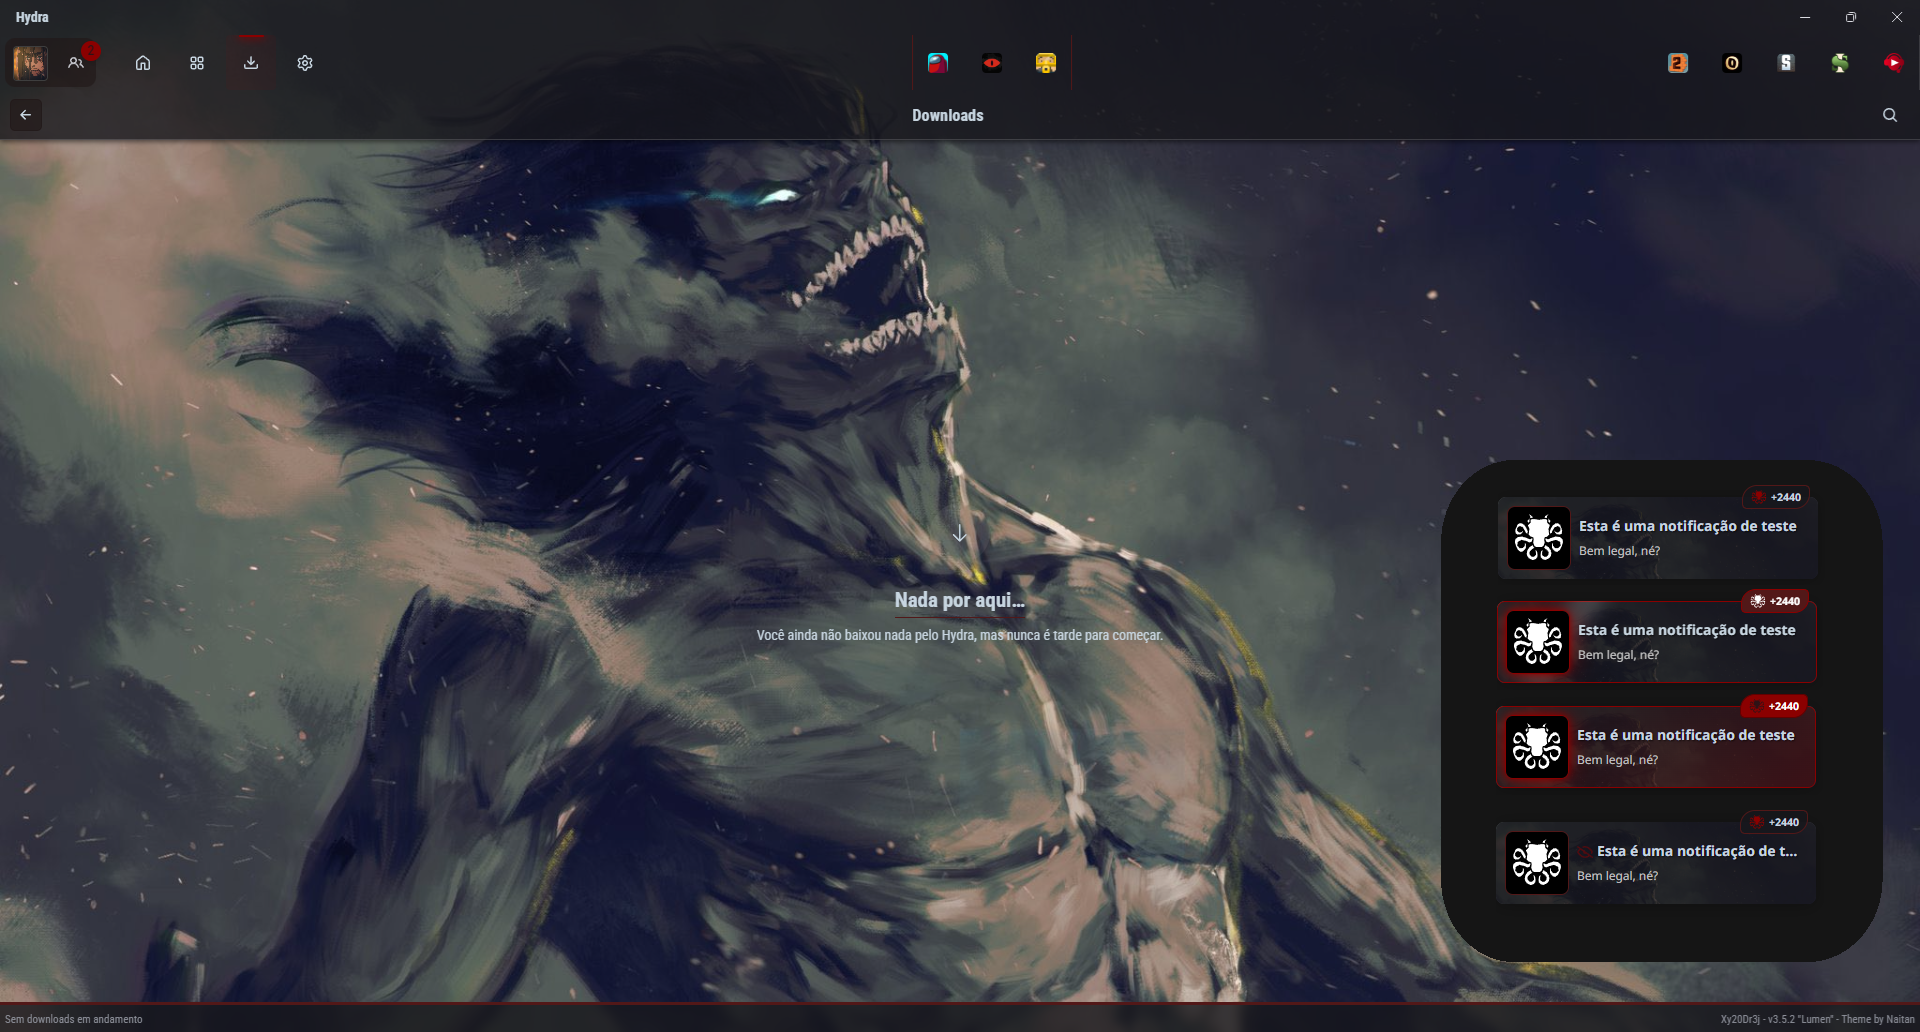 Hydra
2
Downloads
Nada por aqui...
Você ainda não baixou nada pelo Hydra, mas nunca é tarde para começar.
+2440
Esta é uma notificação de teste
Bem legal, né?
+2440
Esta é uma notificação de teste
Bem legal, né?
+2440
Esta é uma notificação de teste
Bem legal, né?
+2440
Esta é uma notificação de t...
Bem legal, né?
Sem downloads em andamento
Xy20Dr3j - v3.5.2 "Lumen" - Theme by Naitan